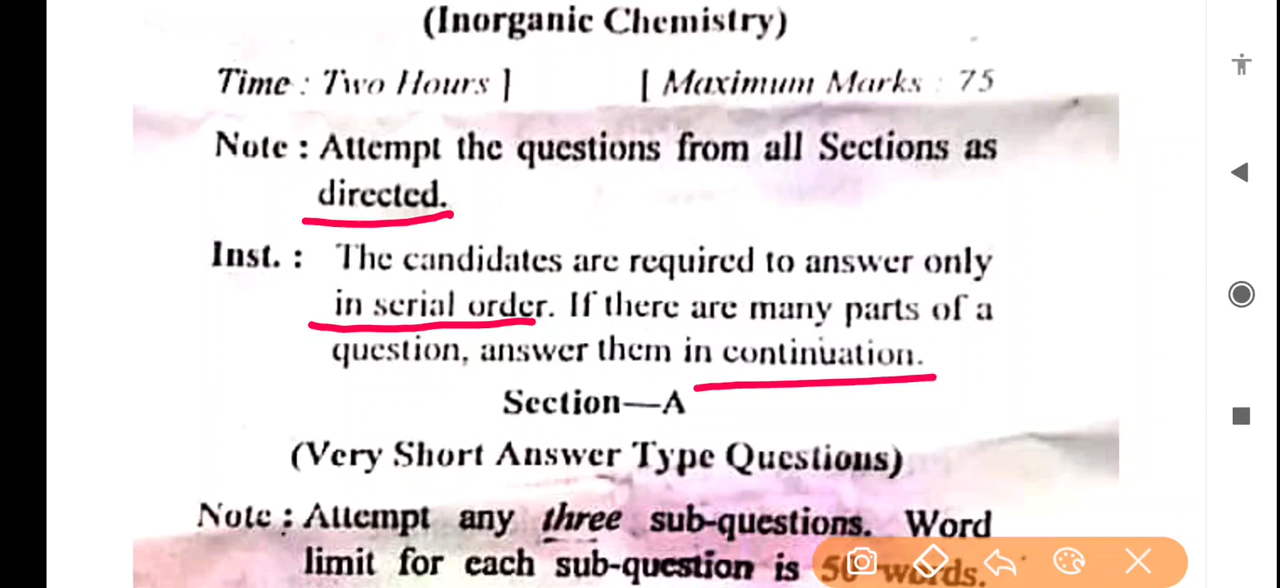 (Inorganic Chemistry)
Time : Two Hours ] [ Maximum Marks : 75
Note : Attempt the questions from all Sections as
directed.
Inst. : The candidates are required to answer only
in serial order. If there are many parts of a
question, answer them in continuation.
Section—A
(Very Short Answer Type Questions)
Note : Attempt any three sub-questions. Word
limit for each sub-question is 50 words.